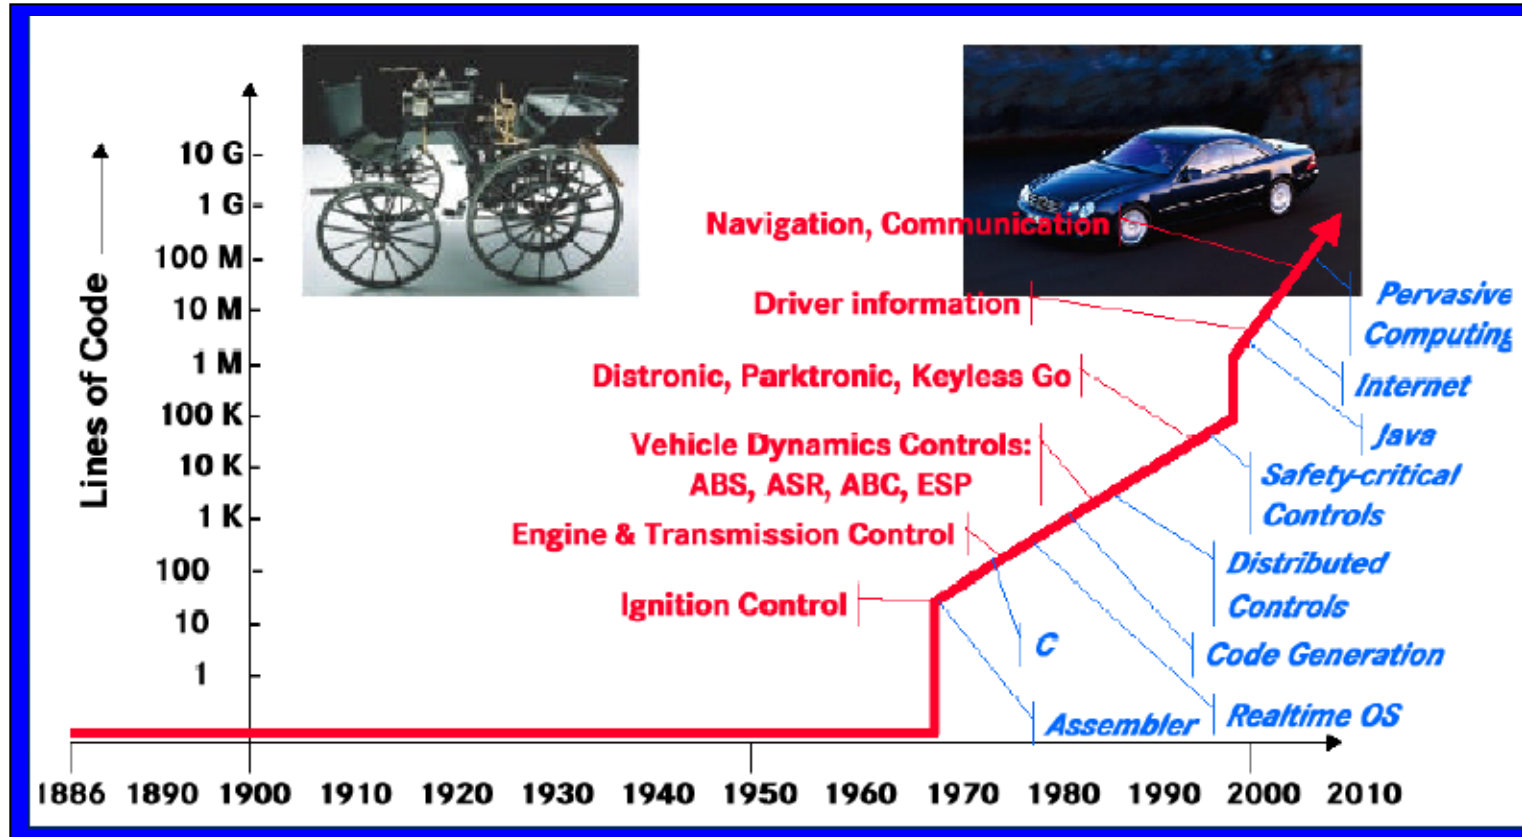 Lines of Code
10 G
1 G
100 M
10 M
1 M
100 K
10 K
1 K
100
10
1
Navigation, Communication
Driver information
Distronic, Parktronic, Keyless Go
Vehicle Dynamics Controls:
ABS, ASR, ABC, ESP
Engine & Transmission Control
Ignition Control
Pervasive
Computing
Internet
Java
Safety-critical
Controls
Distributed
Controls
Code Generation
Realtime OS
C
Assembler
1886 1890 1900 1910 1920 1930 1940 1950 1960 1970 1980 1990 2000 2010